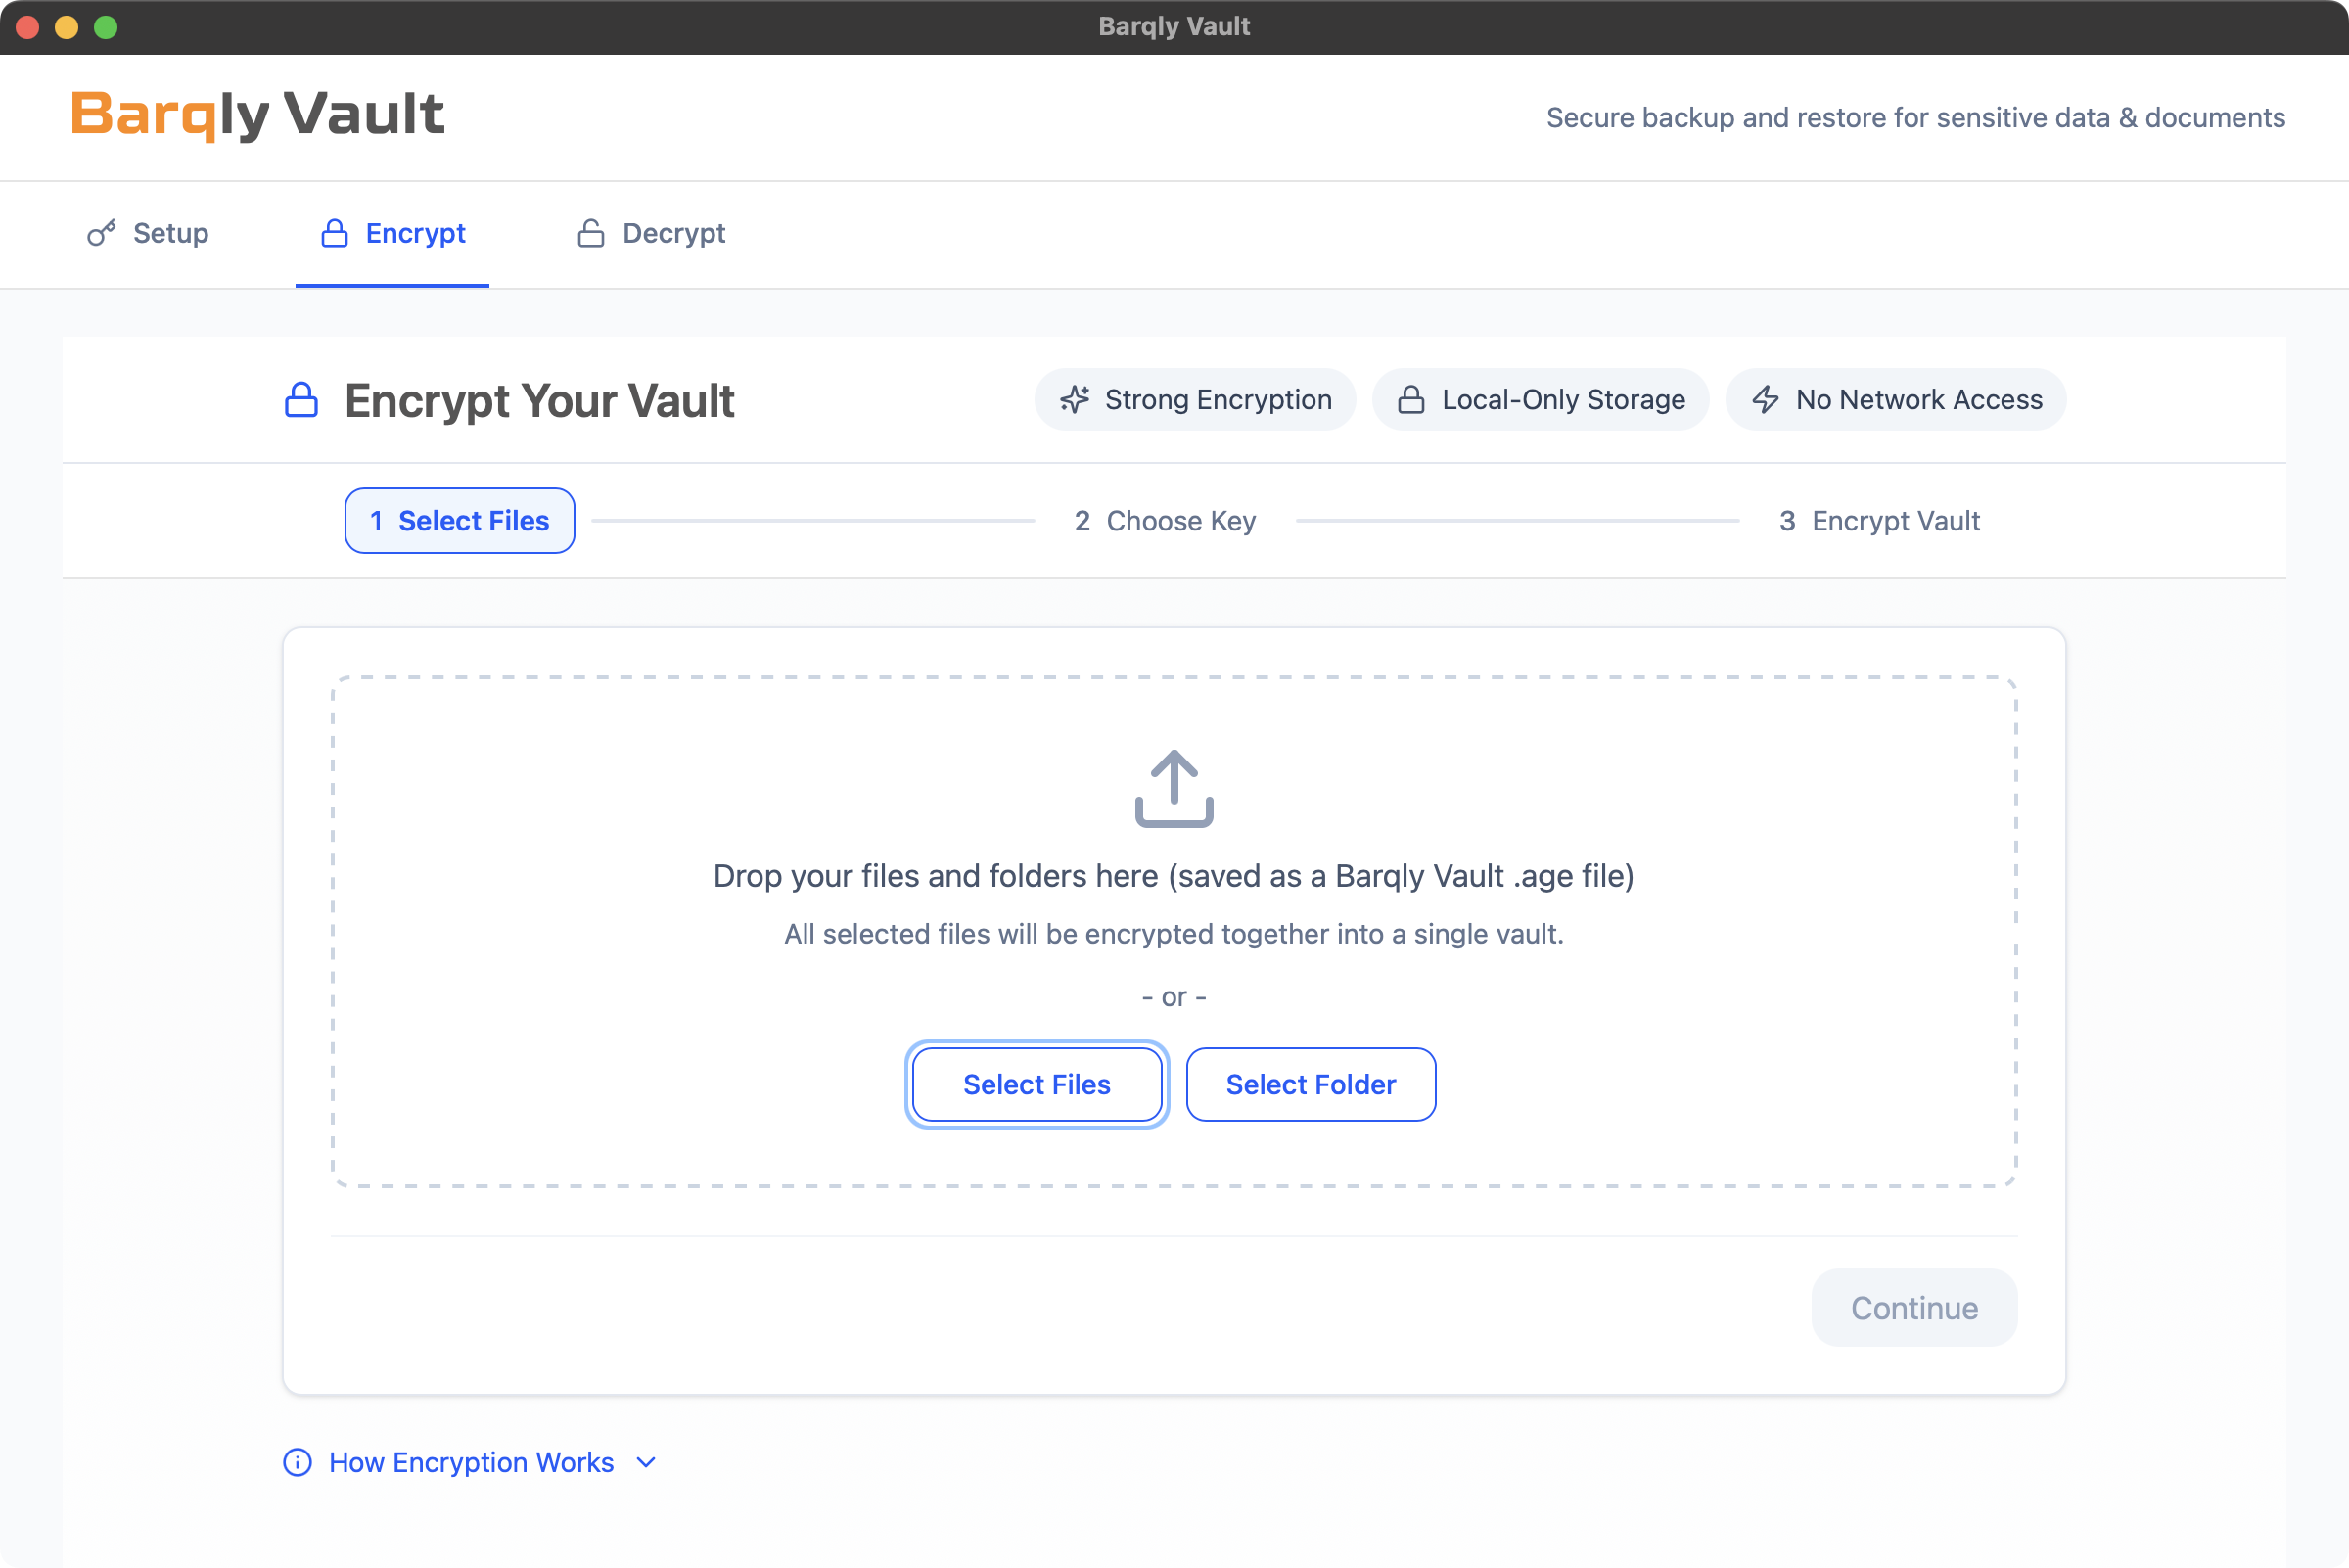 Barqly Vault
Barqly Vault
Secure backup and restore for sensitive data & documents
Setup
Encrypt
Decrypt
Encrypt Your Vault
Strong Encryption
Local-Only Storage
No Network Access
1 Select Files
2 Choose Key
3 Encrypt Vault
Drop your files and folders here (saved as a Barqly Vault .age file)
All selected files will be encrypted together into a single vault.
- or -
Select Files
Select Folder
Continue
How Encryption Works